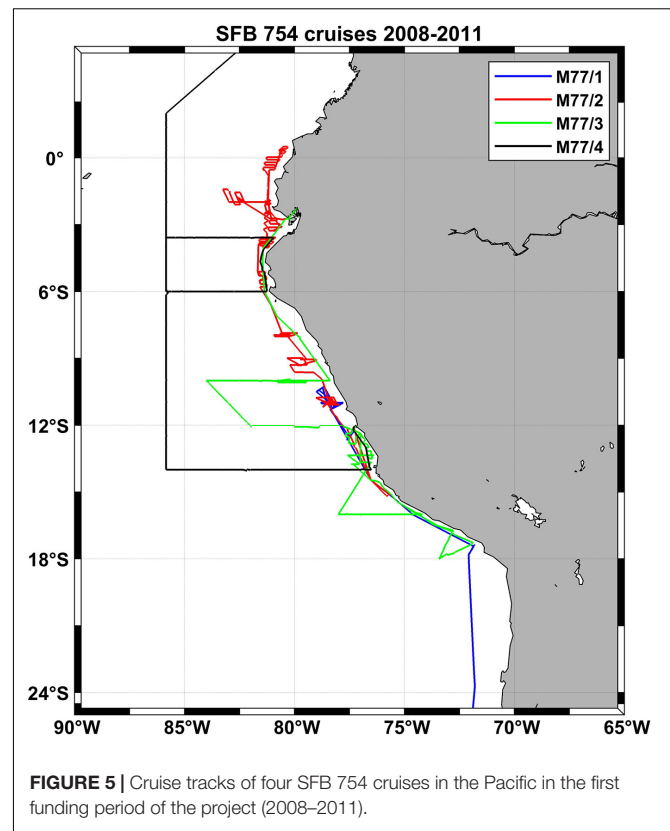 SFB 754 cruises 2008-2011
M77/1
M77/2
M77/3
M77/4
0°
6°S
12°S
18°S
24°S
90°W 85°W 80°W 75°W 70°W 65°W
FIGURE 5 | Cruise tracks of four SFB 754 cruises in the Pacific in the first
funding period of the project (2008–2011).